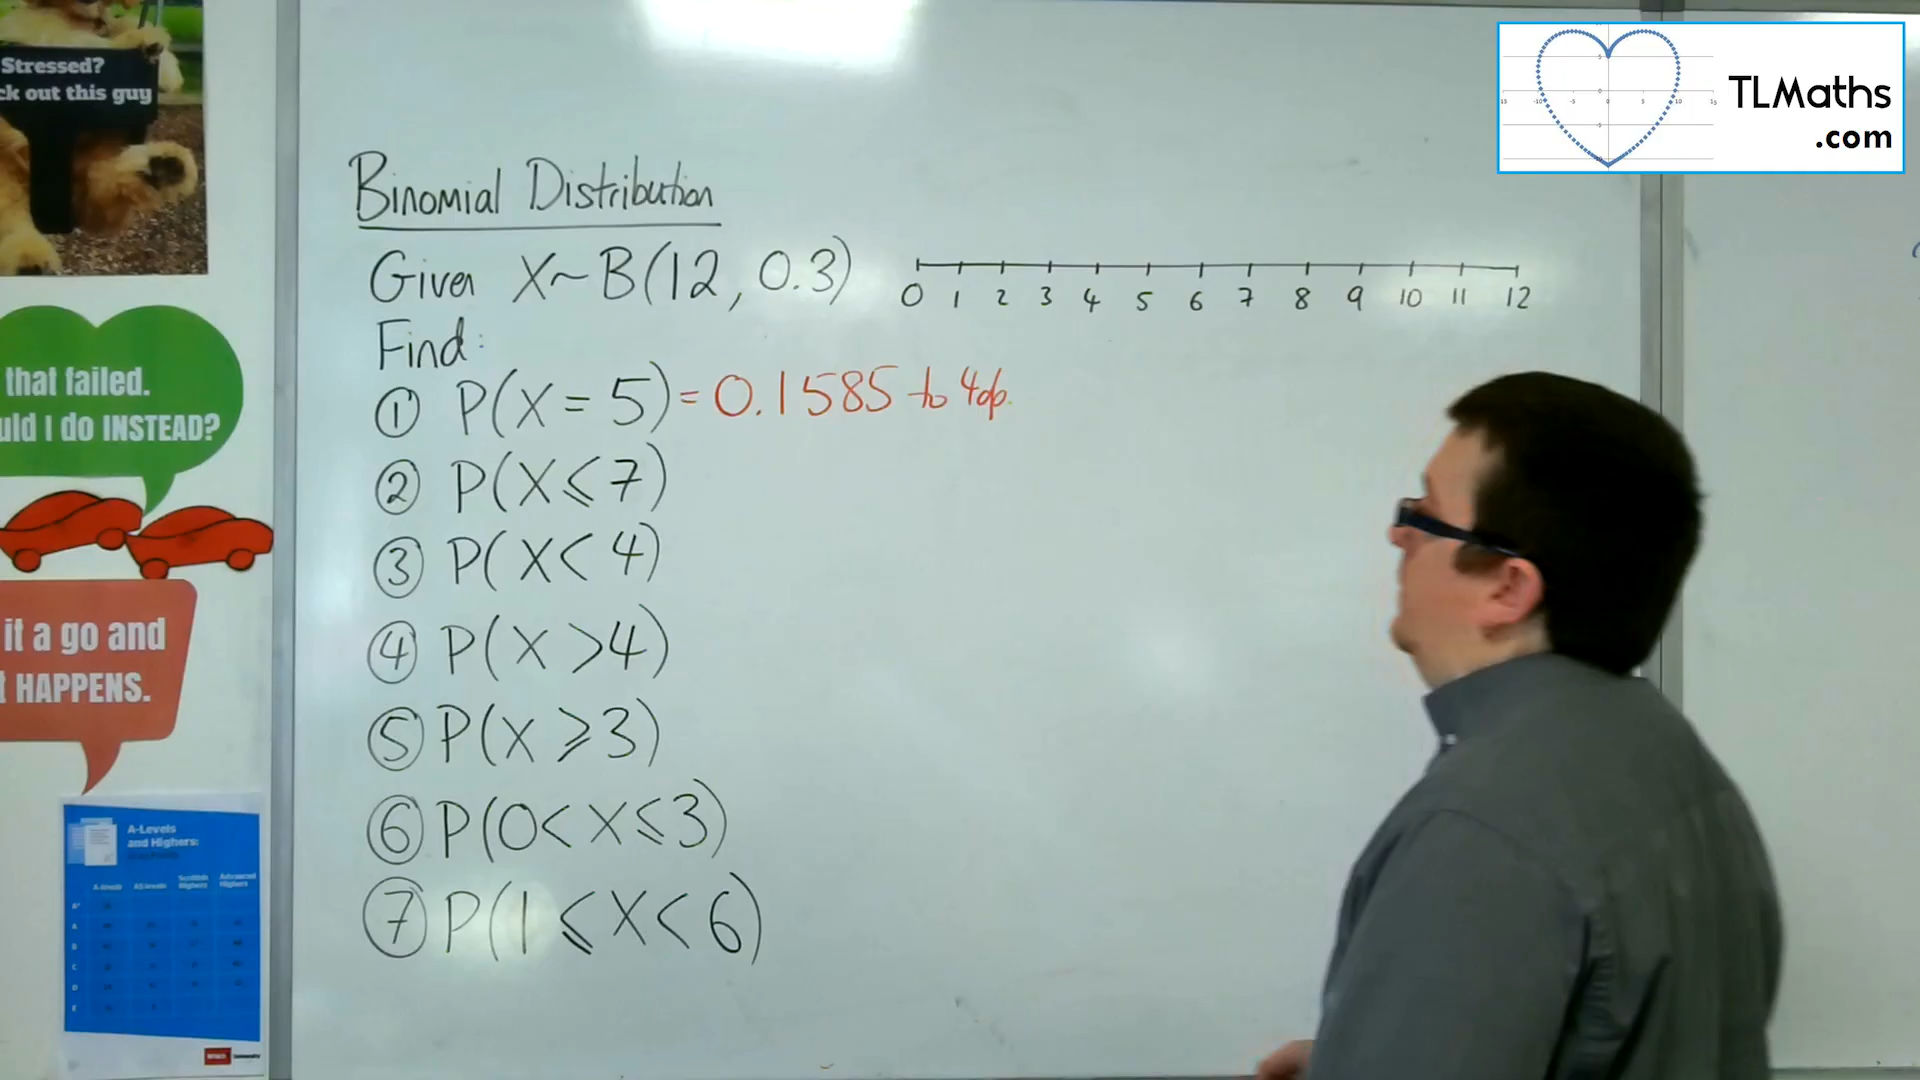 Stressed?
ck out this guy
that failed.
uld I do INSTEAD?
it a go and
HAPPENS.
A-Levels
and Highers:
TLMaths
.com
Binomial Distribution
Given X~B(12, 0.3)
0 1 2 3 4 5 6 7 8 9 10 11 12
Find:
① P(X = 5) = 0.1585 to 4dp.
② P(X ⩽ 7)
③ P(X < 4)
④ P(X > 4)
⑤ P(X ⩾ 3)
⑥ P(0 < X ⩽ 3)
⑦ P(1 ⩽ X < 6)